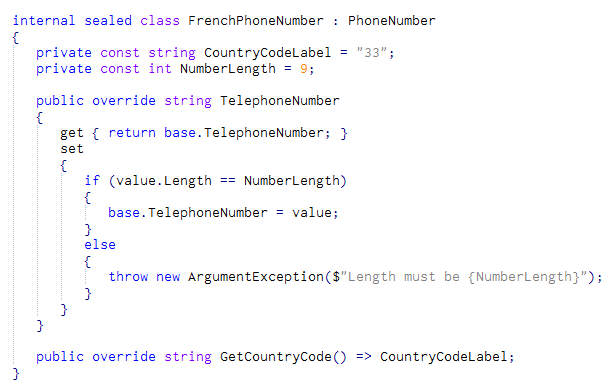 internal sealed class FrenchPhoneNumber : PhoneNumber
{
    private const string CountryCodeLabel = "33";
    private const int NumberLength = 9;

    public override string TelephoneNumber
    {
        get { return base.TelephoneNumber; }
        set
        {
            if (value.Length == NumberLength)
            {
                base.TelephoneNumber = value;
            }
            else
            {
                throw new ArgumentException($"Length must be {NumberLength}");
            }
        }
    }

    public override string GetCountryCode() => CountryCodeLabel;
}